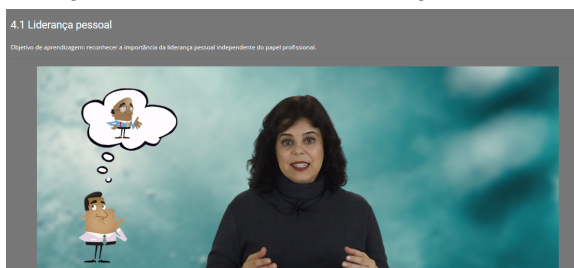 4.1 Liderança pessoal
Objetivo de aprendizagem: reconhecer a importância da liderança pessoal independente do papel profissional.